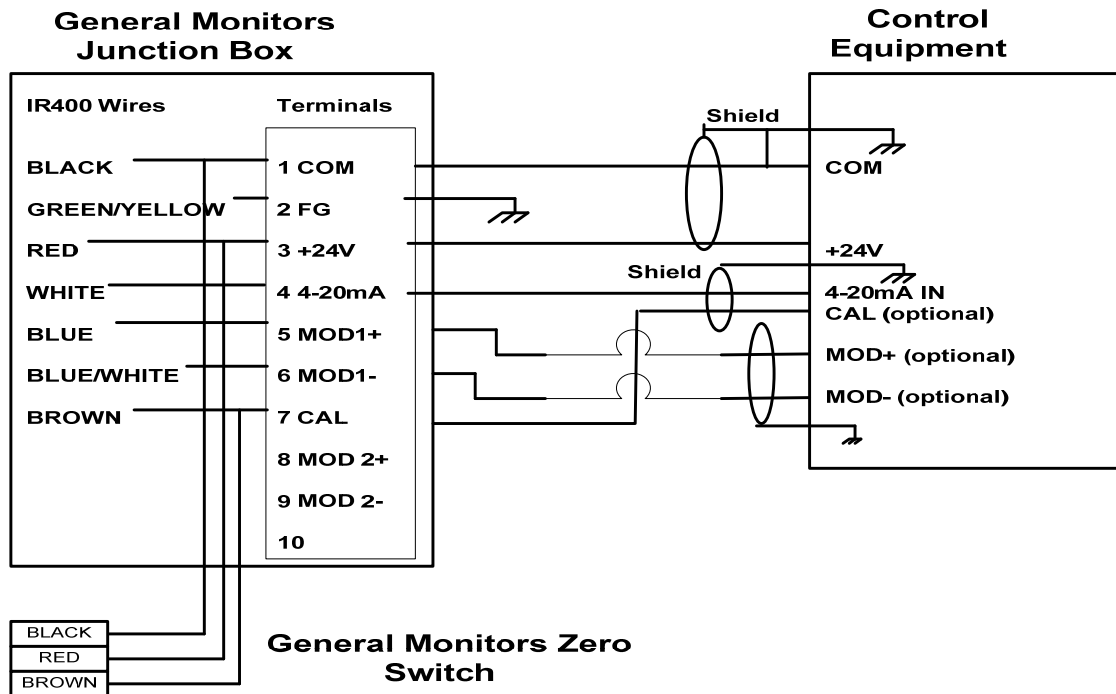 General Monitors
Junction Box
Control
Equipment
IR400 Wires
Terminals
Shield
BLACK
1 COM
COM
GREEN/YELLOW
2 FG
RED
3 +24V
+24V
Shield
WHITE
4 4-20mA
4-20mA IN
CAL (optional)
BLUE
5 MOD1+
MOD+ (optional)
BLUE/WHITE
6 MOD1-
MOD- (optional)
BROWN
7 CAL
8 MOD 2+
9 MOD 2-
10
BLACK
RED
BROWN
General Monitors Zero
Switch